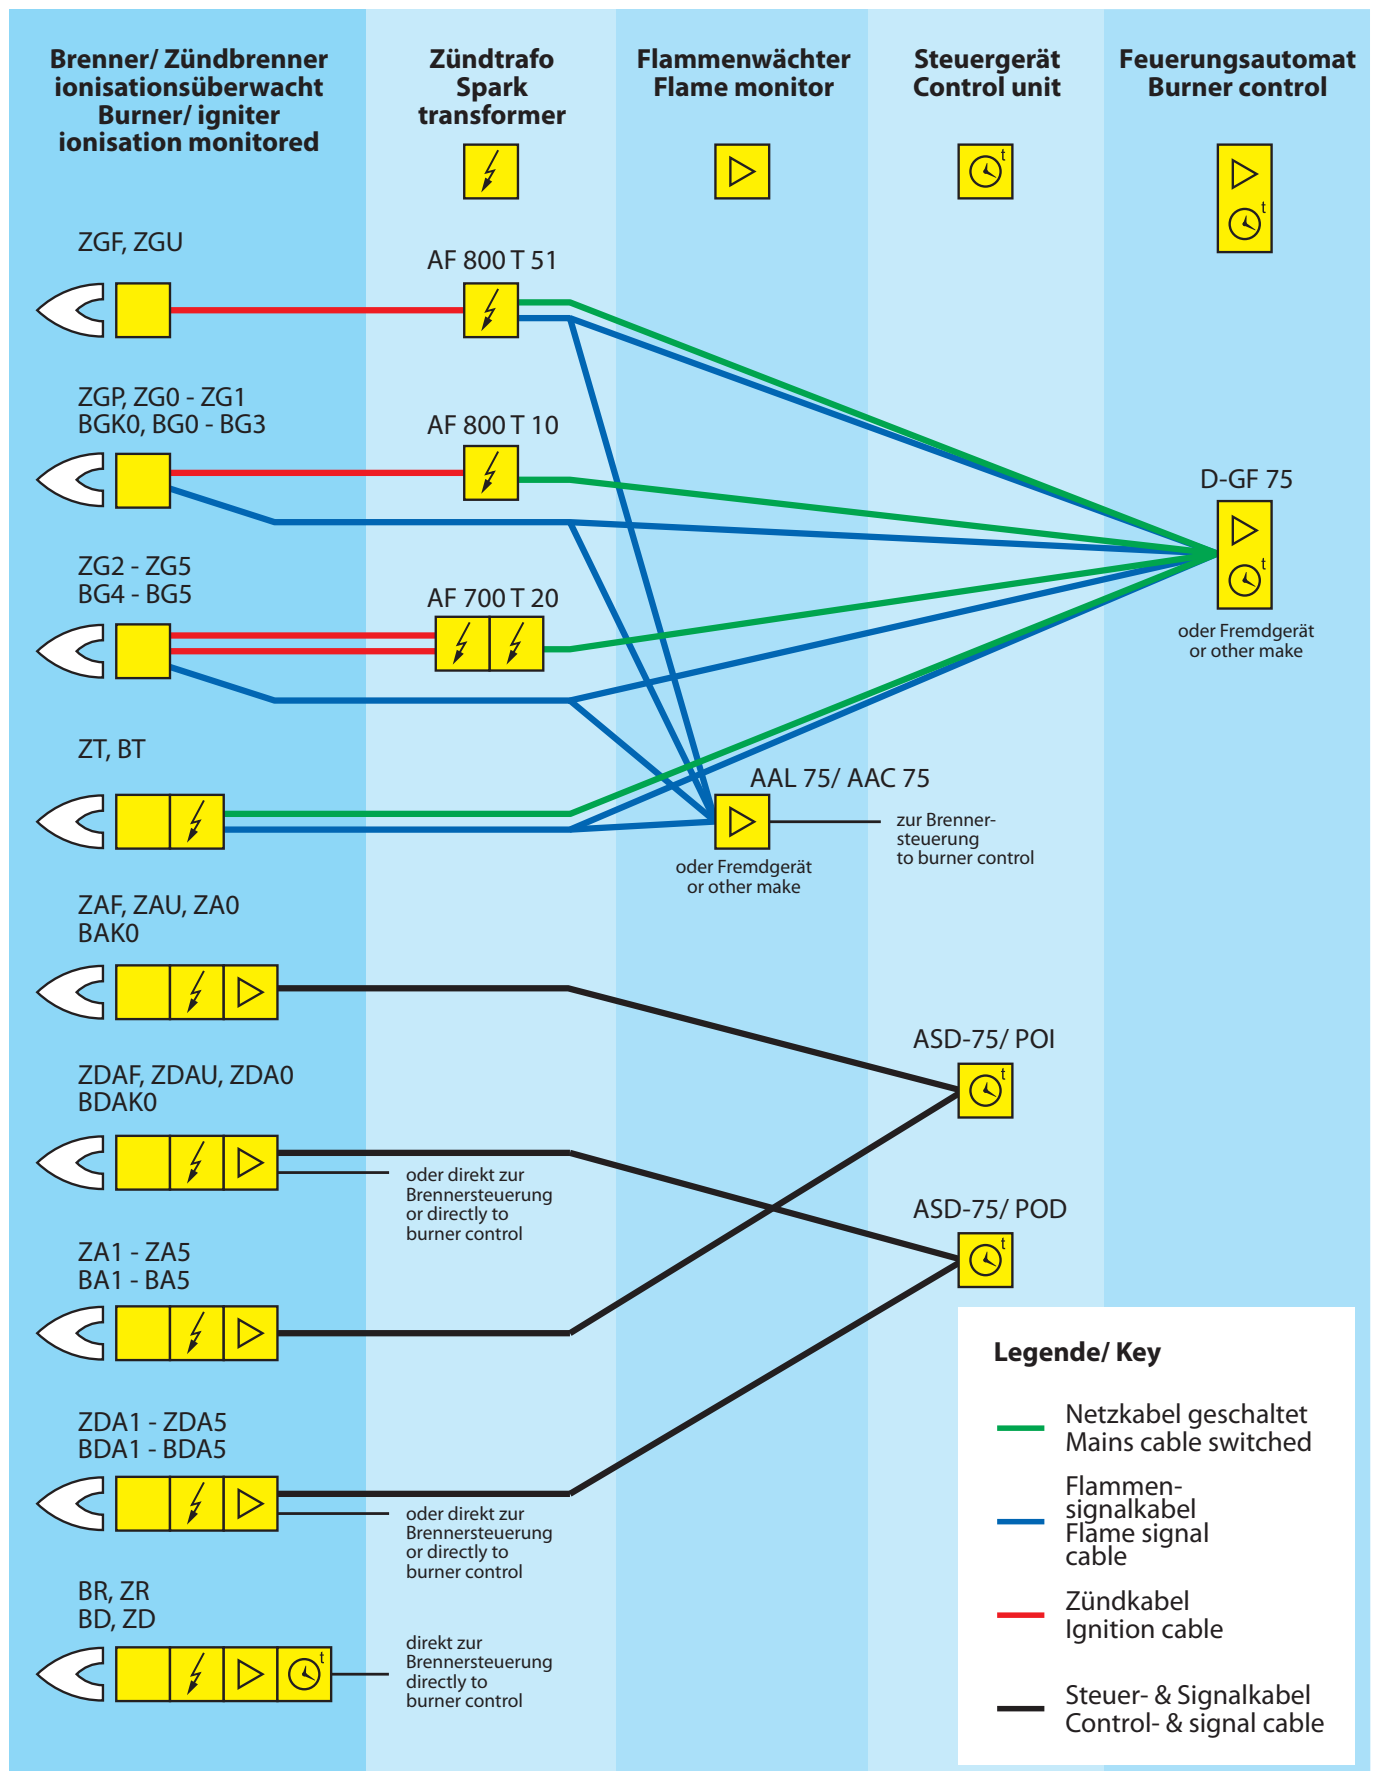 Brenner/ Zündbrenner
ionisationsüberwacht
Burner/ igniter
ionisation monitored
Zündtrafo
Spark
transformer
Flammenwächter
Flame monitor
Steuergerät
Control unit
Feuerungsautomat
Burner control
t
t
ZGF, ZGU
AF 800 T 51
ZGP, ZG0 - ZG1
BGK0, BG0 - BG3
AF 800 T 10
D-GF 75
t
oder Fremdgerät
or other make
ZG2 - ZG5
BG4 - BG5
AF 700 T 20
ZT, BT
AAL 75/ AAC 75
zur Brenner-
steuerung
to burner control
oder Fremdgerät
or other make
ZAF, ZAU, ZA0
BAK0
ASD-75/ POI
t
ZDAF, ZDAU, ZDA0
BDAK0
oder direkt zur
Brennersteuerung
or directly to
burner control
ASD-75/ POD
t
ZA1 - ZA5
BA1 - BA5
ZDA1 - ZDA5
BDA1 - BDA5
oder direkt zur
Brennersteuerung
or directly to
burner control
BR, ZR
BD, ZD
t
direkt zur
Brennersteuerung
directly to
burner control
Legende/ Key
Netzkabel geschaltet
Mains cable switched
Flammen-
signalkabel
Flame signal
cable
Zündkabel
Ignition cable
Steuer- & Signalkabel
Control- & signal cable